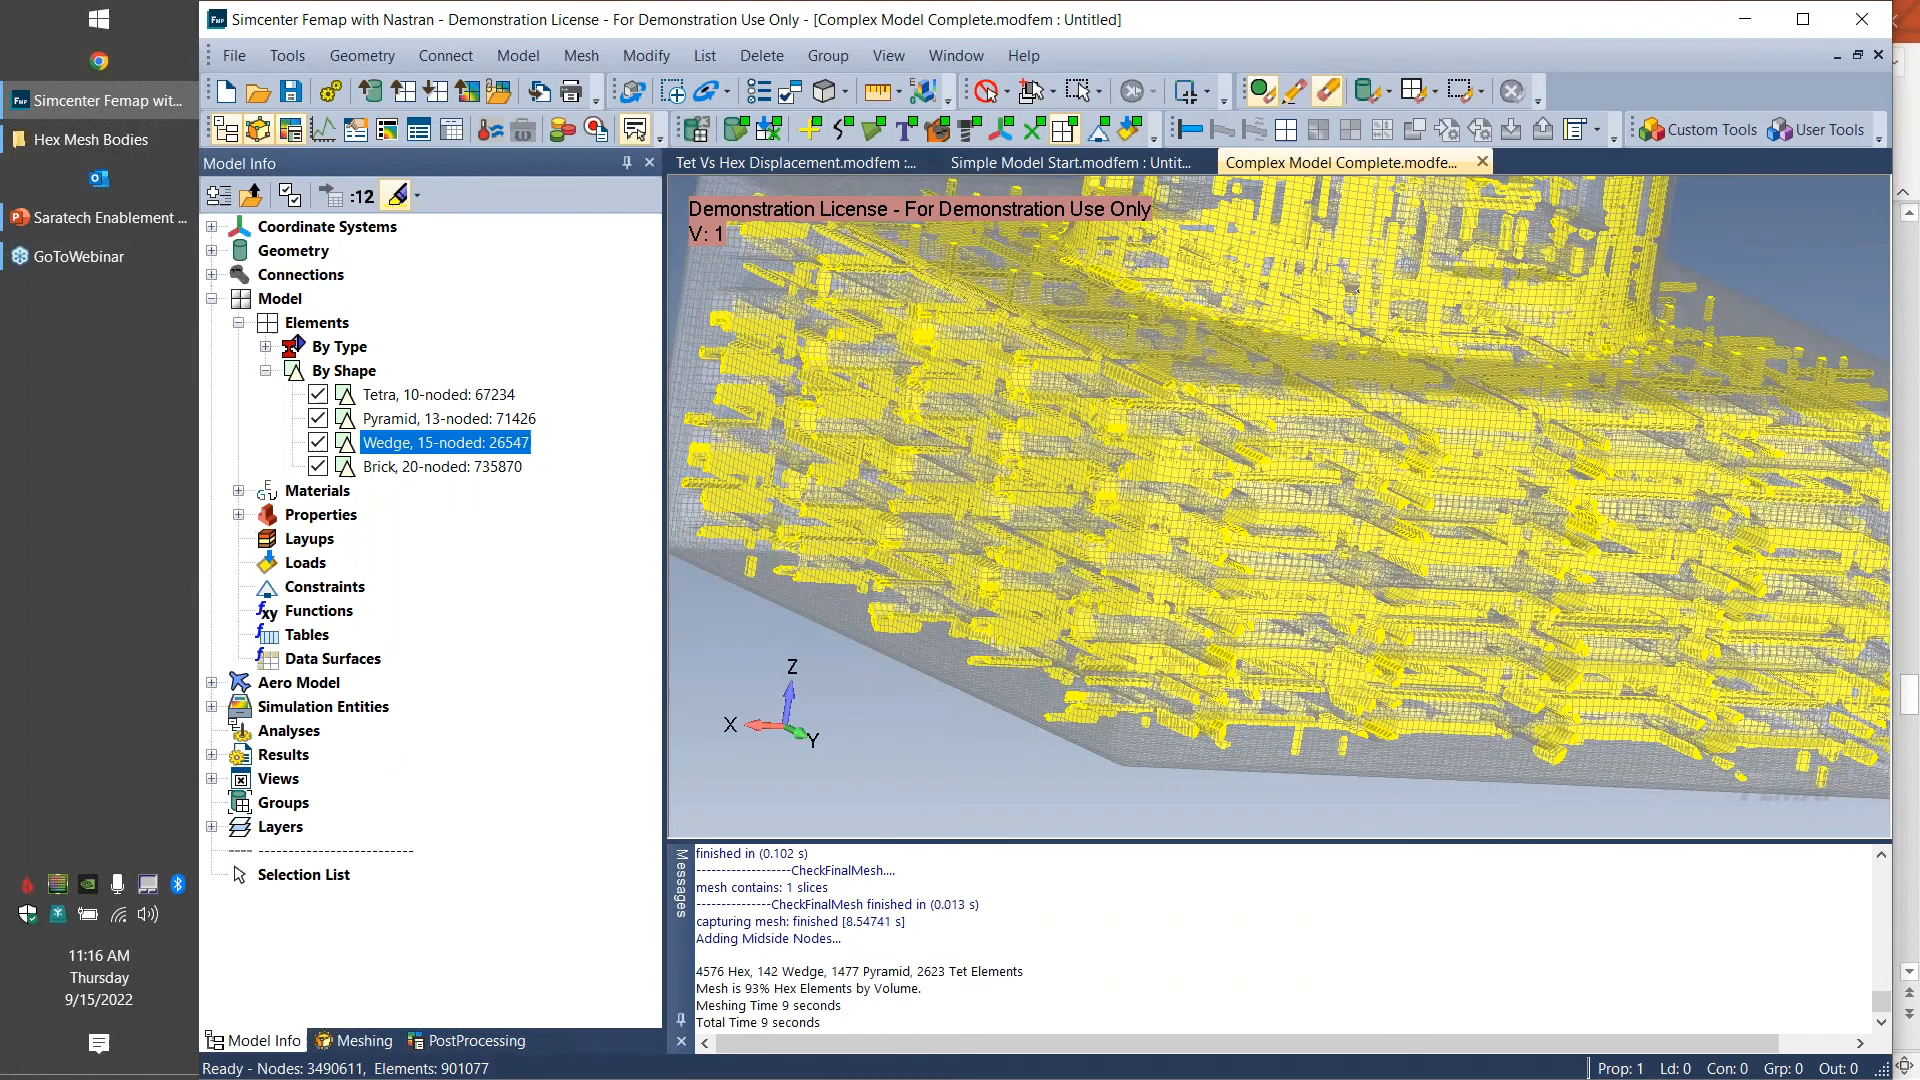 Simcenter Femap with Nastran - Demonstration License - For Demonstration Use Only - [Complex Model Complete.modfem : Untitled]
Simcenter Femap wit...
Hex Mesh Bodies
Saratech Enablement ...
GoToWebinar
11:16 AM
Thursday
9/15/2022
File Tools Geometry Connect Model Mesh Modify List Delete Group View Window Help
Custom Tools User Tools
Model Info
:12
Coordinate Systems
Geometry
Connections
Model
Elements
By Type
By Shape
Tetra, 10-noded: 67234
Pyramid, 13-noded: 71426
Wedge, 15-noded: 26547
Brick, 20-noded: 735870
Materials
Properties
Layups
Loads
Constraints
Functions
Tables
Data Surfaces
Aero Model
Simulation Entities
Analyses
Results
Views
Groups
Layers
Selection List
Model Info Meshing PostProcessing
Tet Vs Hex Displacement.modfem :... Simple Model Start.modfem : Untit... Complex Model Complete.modfe...
Demonstration License - For Demonstration Use Only
V: 1
Z
X
Y
Messages
finished in (0.102 s)
-------------------CheckFinalMesh....
mesh contains: 1 slices
---------------CheckFinalMesh finished in (0.013 s)
capturing mesh: finished [8.54741 s]
Adding Midside Nodes...
4576 Hex, 142 Wedge, 1477 Pyramid, 2623 Tet Elements
Mesh is 93% Hex Elements by Volume.
Meshing Time 9 seconds
Total Time 9 seconds
Ready - Nodes: 3490611, Elements: 901077
Prop: 1 Ld: 0 Con: 0 Grp: 0 Out: 0